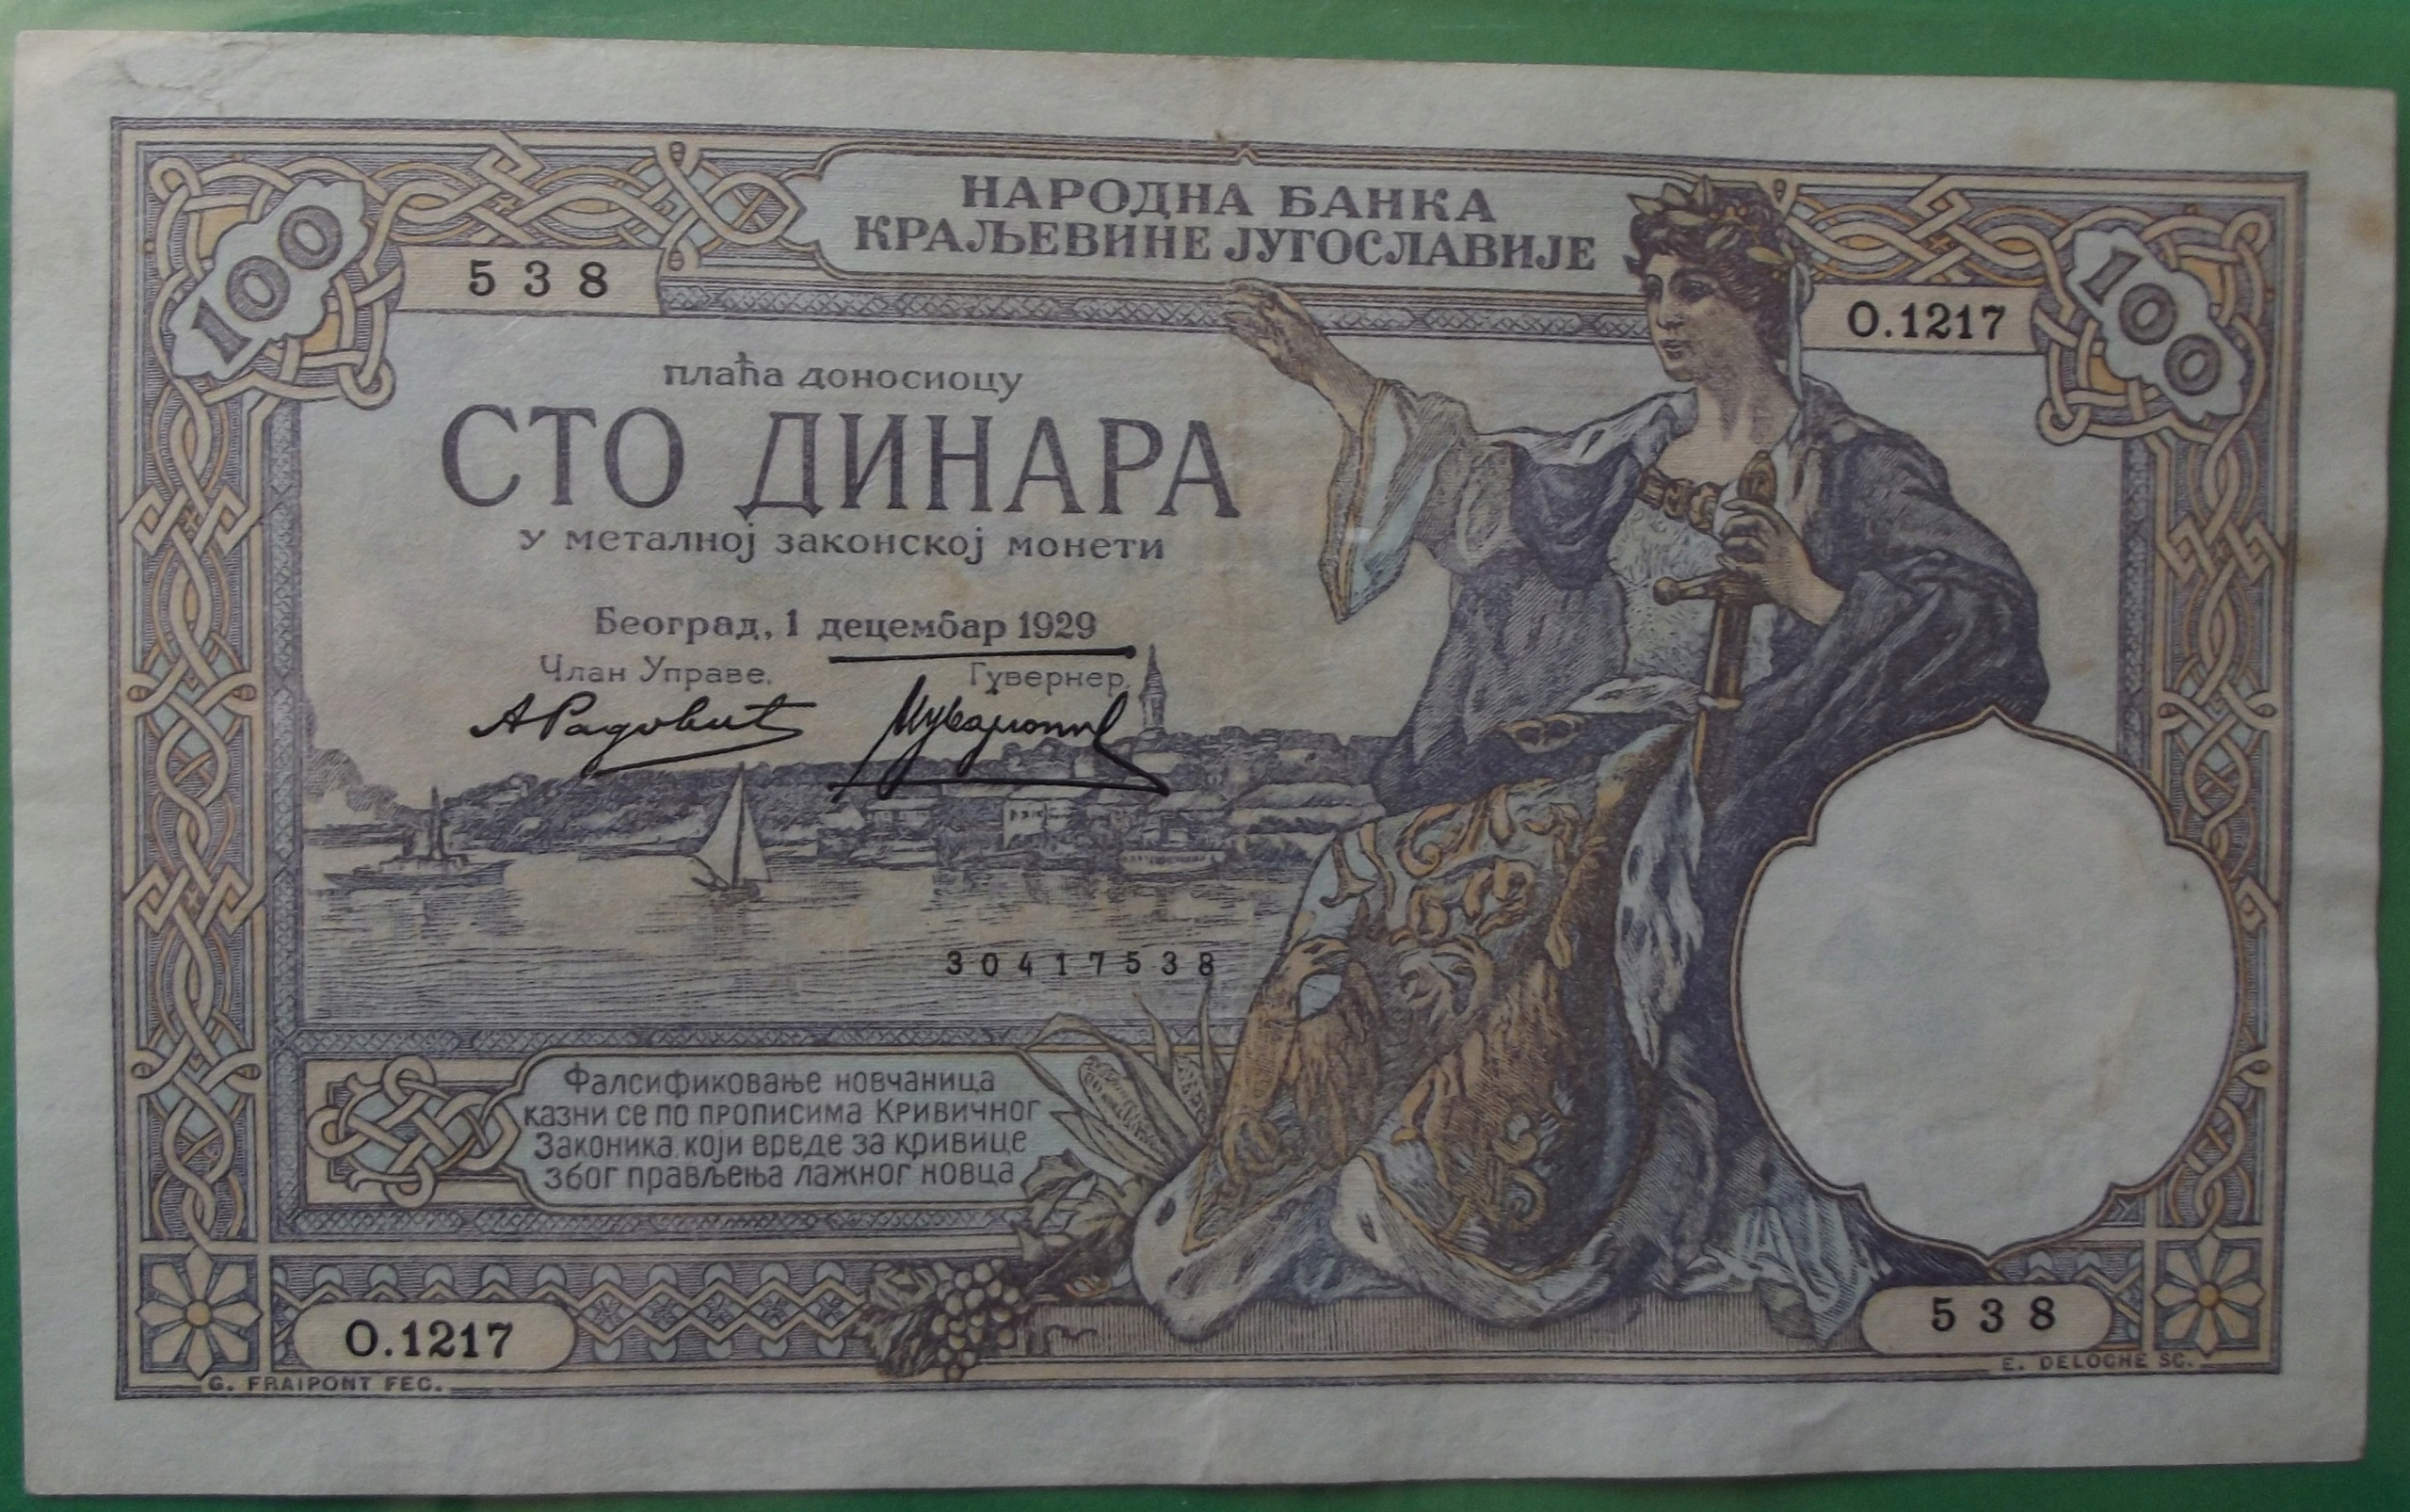 НАРОДНА БАНКА
КРАЉЕВИНЕ ЈУГОСЛАВИЈЕ
100
538
О.1217
100
плаћа доносиоцу
СТО ДИНАРА
у металној законској монети
Београд, 1 децембар 1929
Члан Управе, Гувернер,
А Радовић
30417538
Фалсификовање новчаница
казни се по прописима Кривичног
Законика, који вреде за кривице
због прављења лажног новца
О.1217
538
G. FRAIPONT FEC.
E. DELOCHE SC.